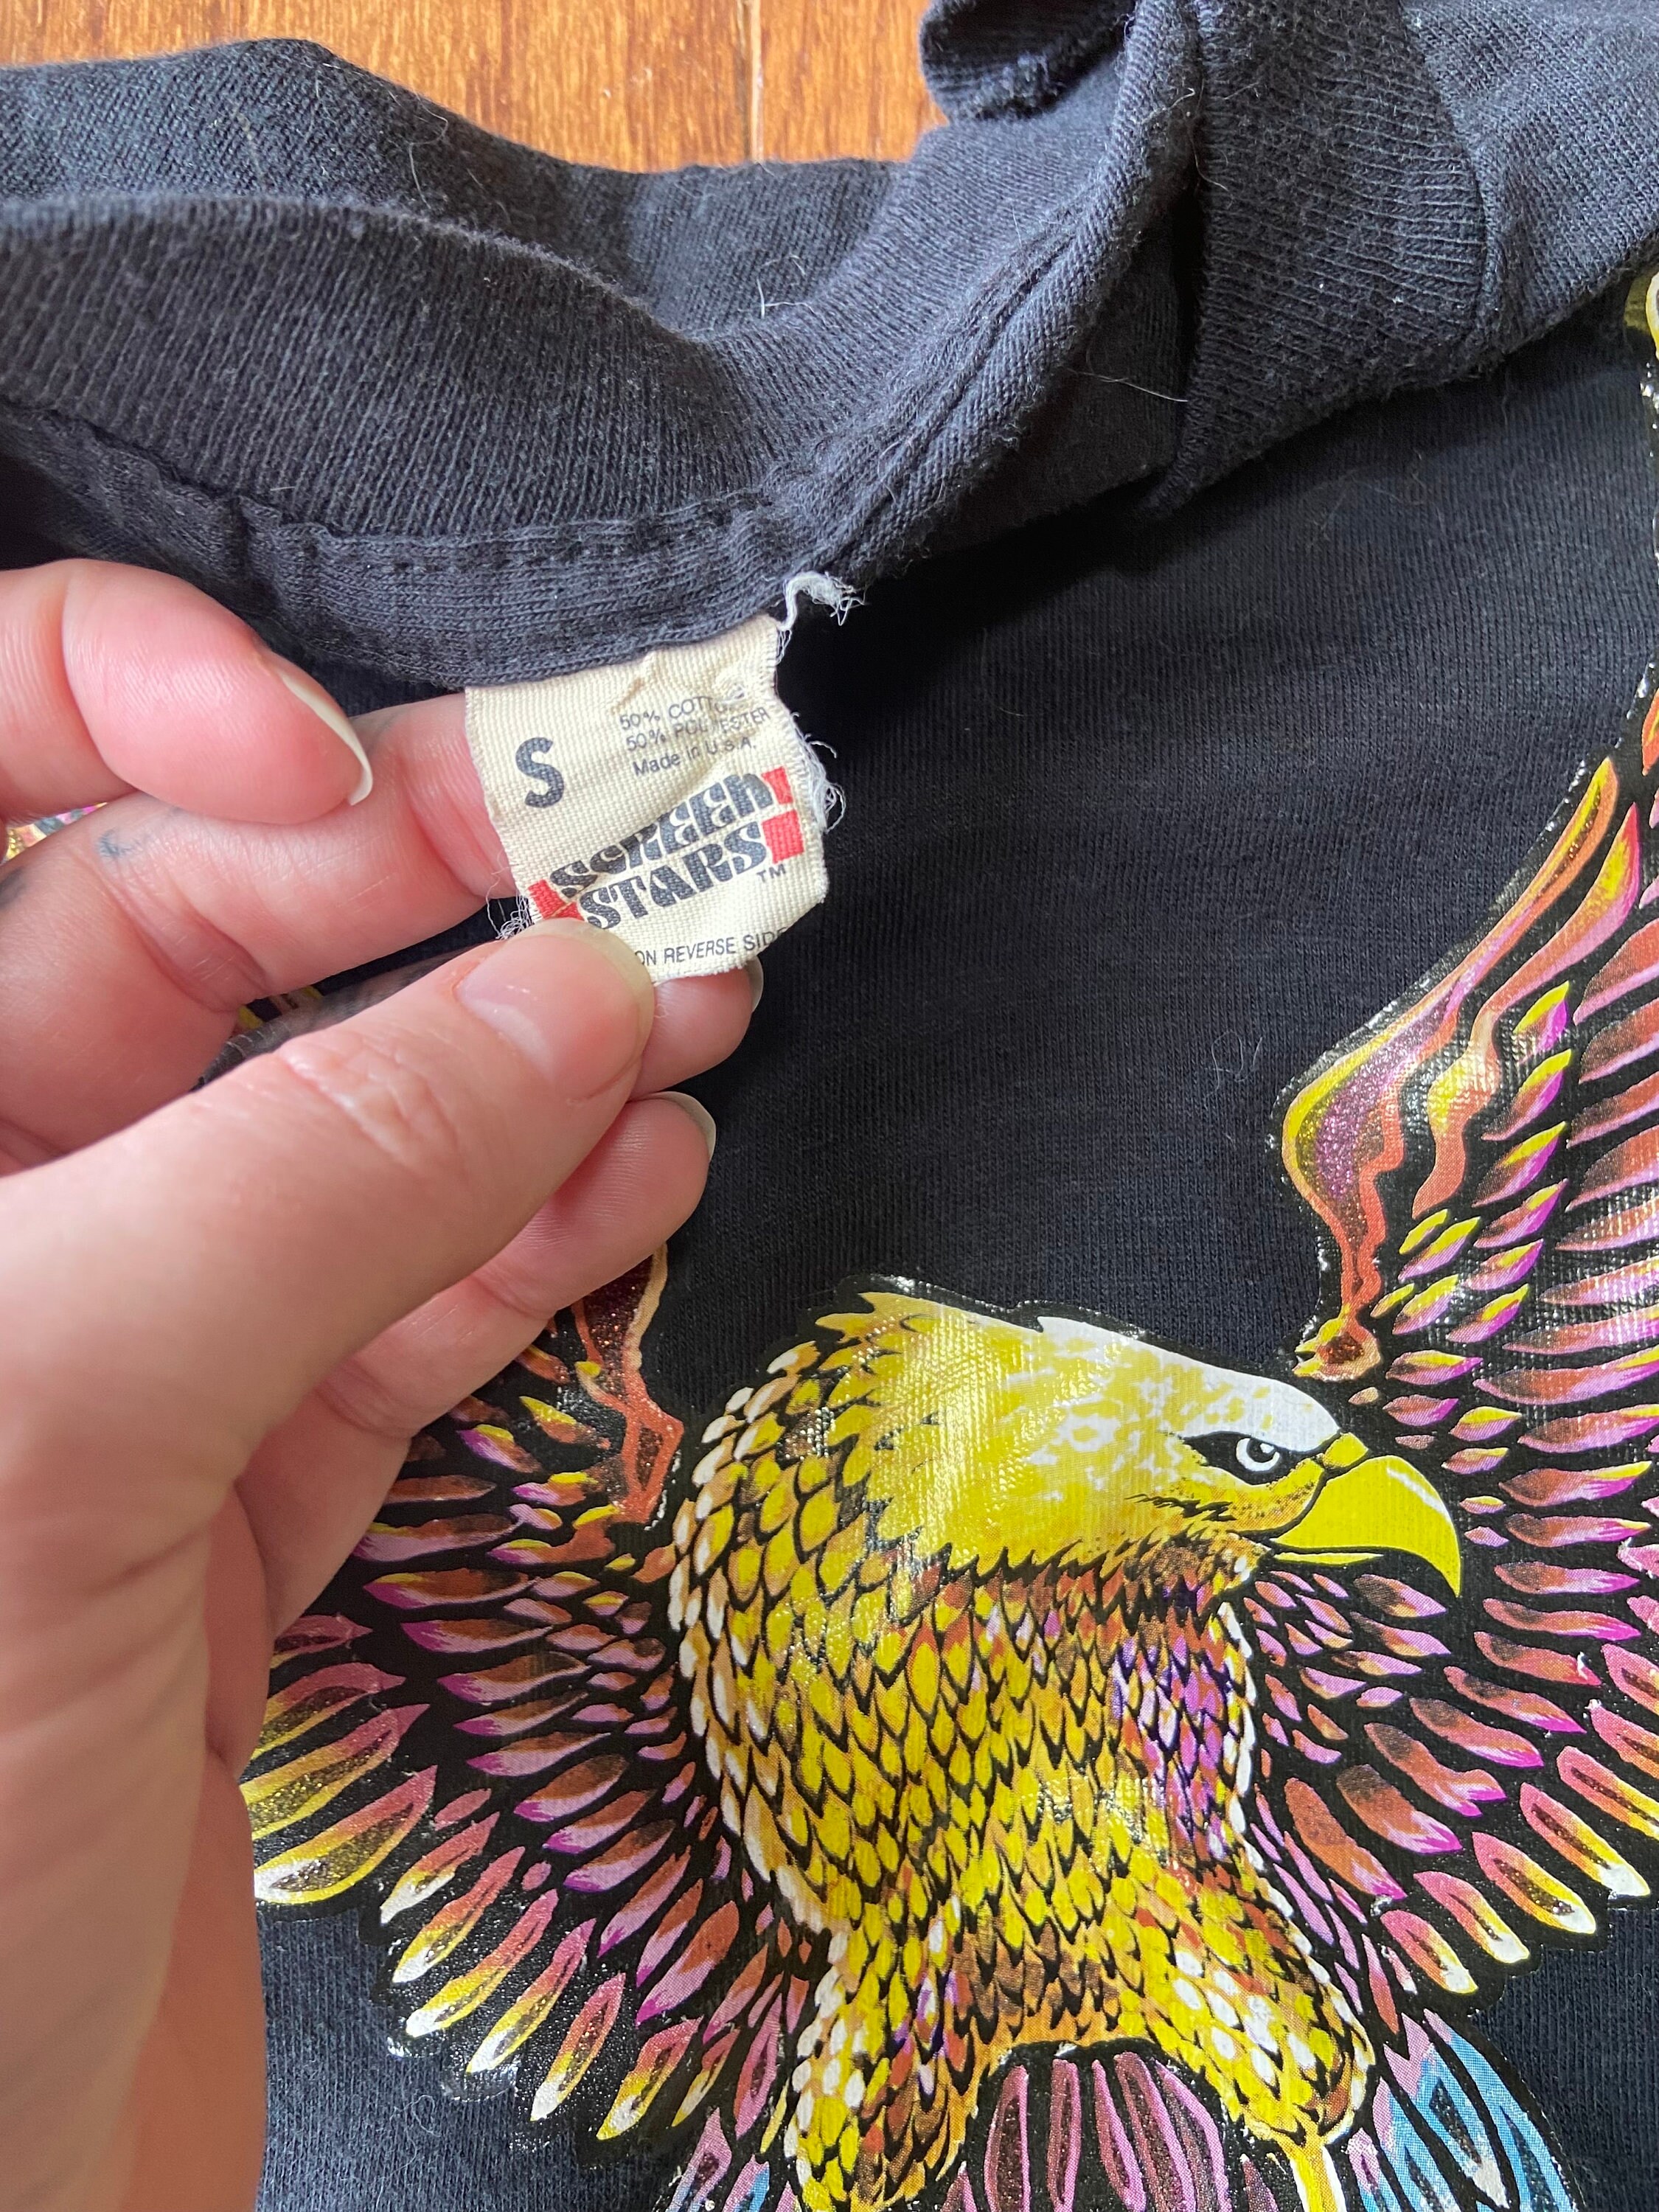 S
50% COTTON
50% POLYESTER
Made in U.S.A.
SCREEN
STARS
TM
ON REVERSE SIDE